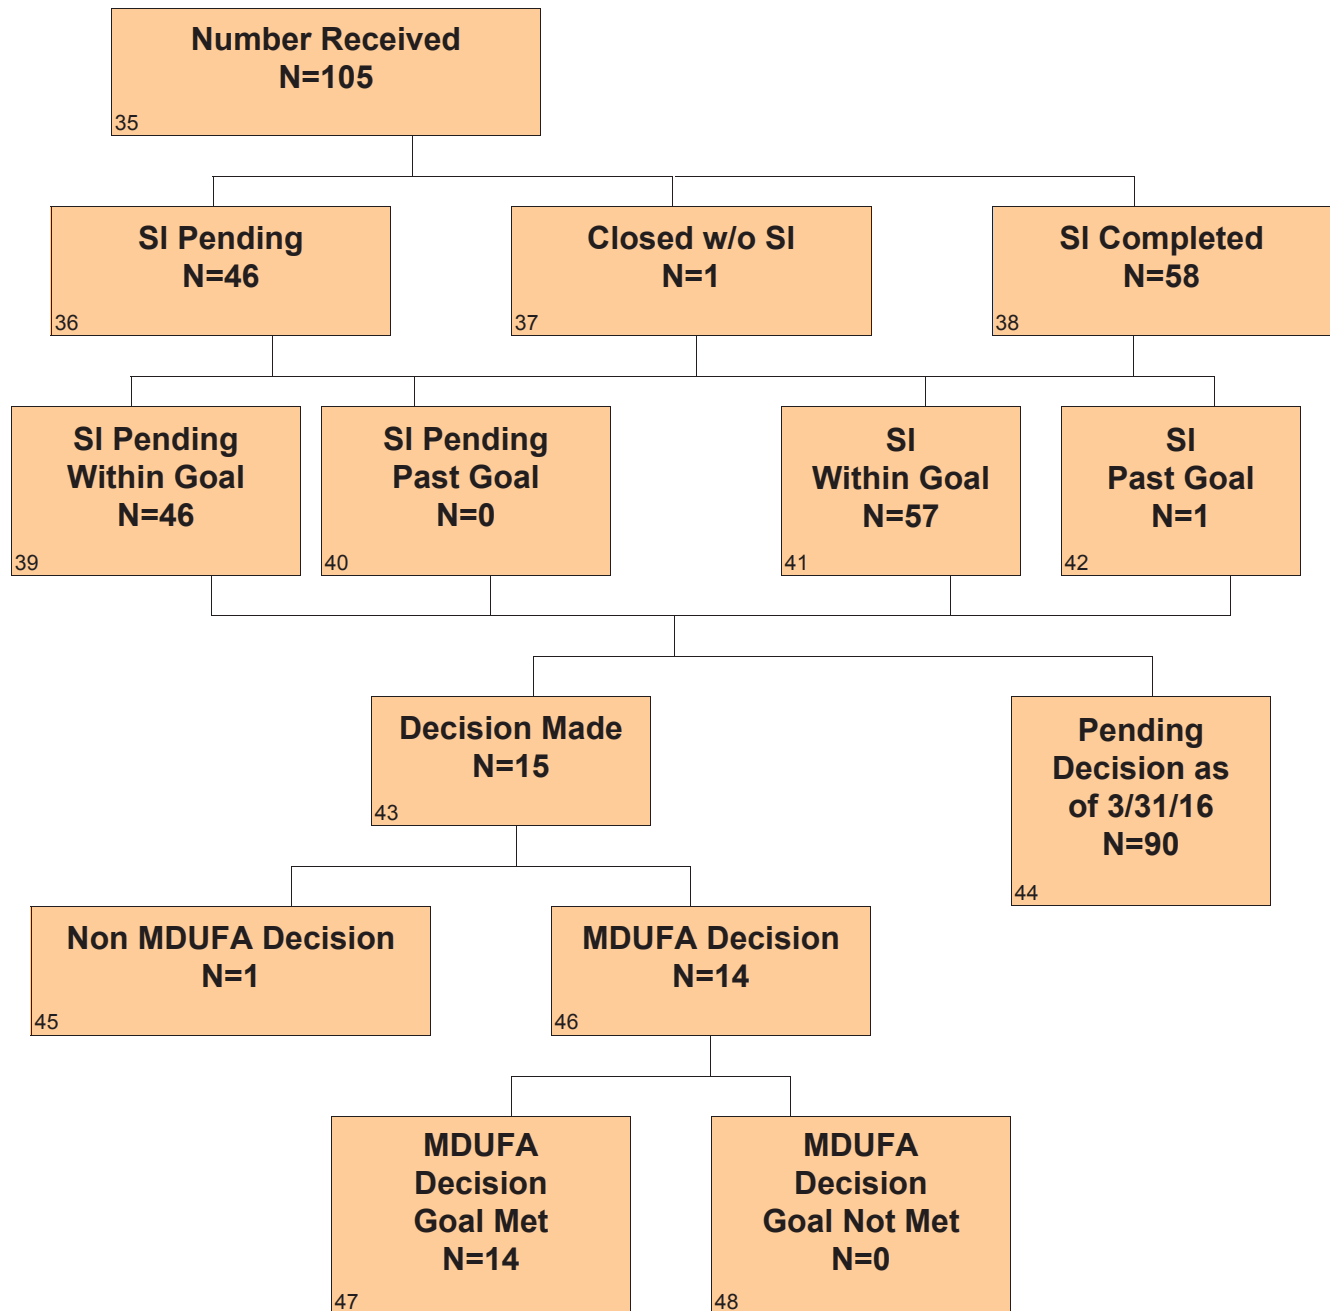 Number Received
N=105
35
SI Pending
N=46
36
Closed w/o SI
N=1
37
SI Completed
N=58
38
SI Pending
Within Goal
N=46
39
SI Pending
Past Goal
N=0
40
SI
Within Goal
N=57
41
SI
Past Goal
N=1
42
Decision Made
N=15
43
Pending
Decision as
of 3/31/16
N=90
44
Non MDUFA Decision
N=1
45
MDUFA Decision
N=14
46
MDUFA
Decision
Goal Met
N=14
47
MDUFA
Decision
Goal Not Met
N=0
48